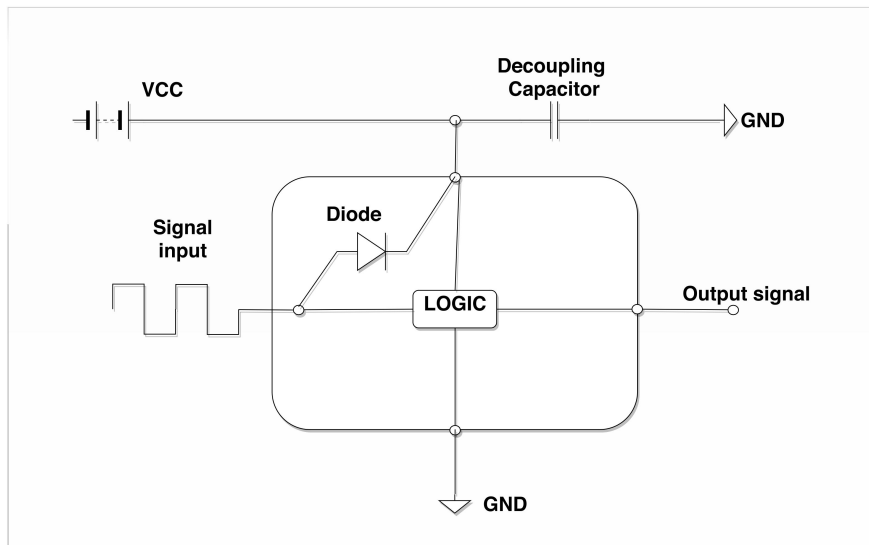 VCC
Decoupling
Capacitor
GND
Diode
Signal
input
LOGIC
Output signal
GND